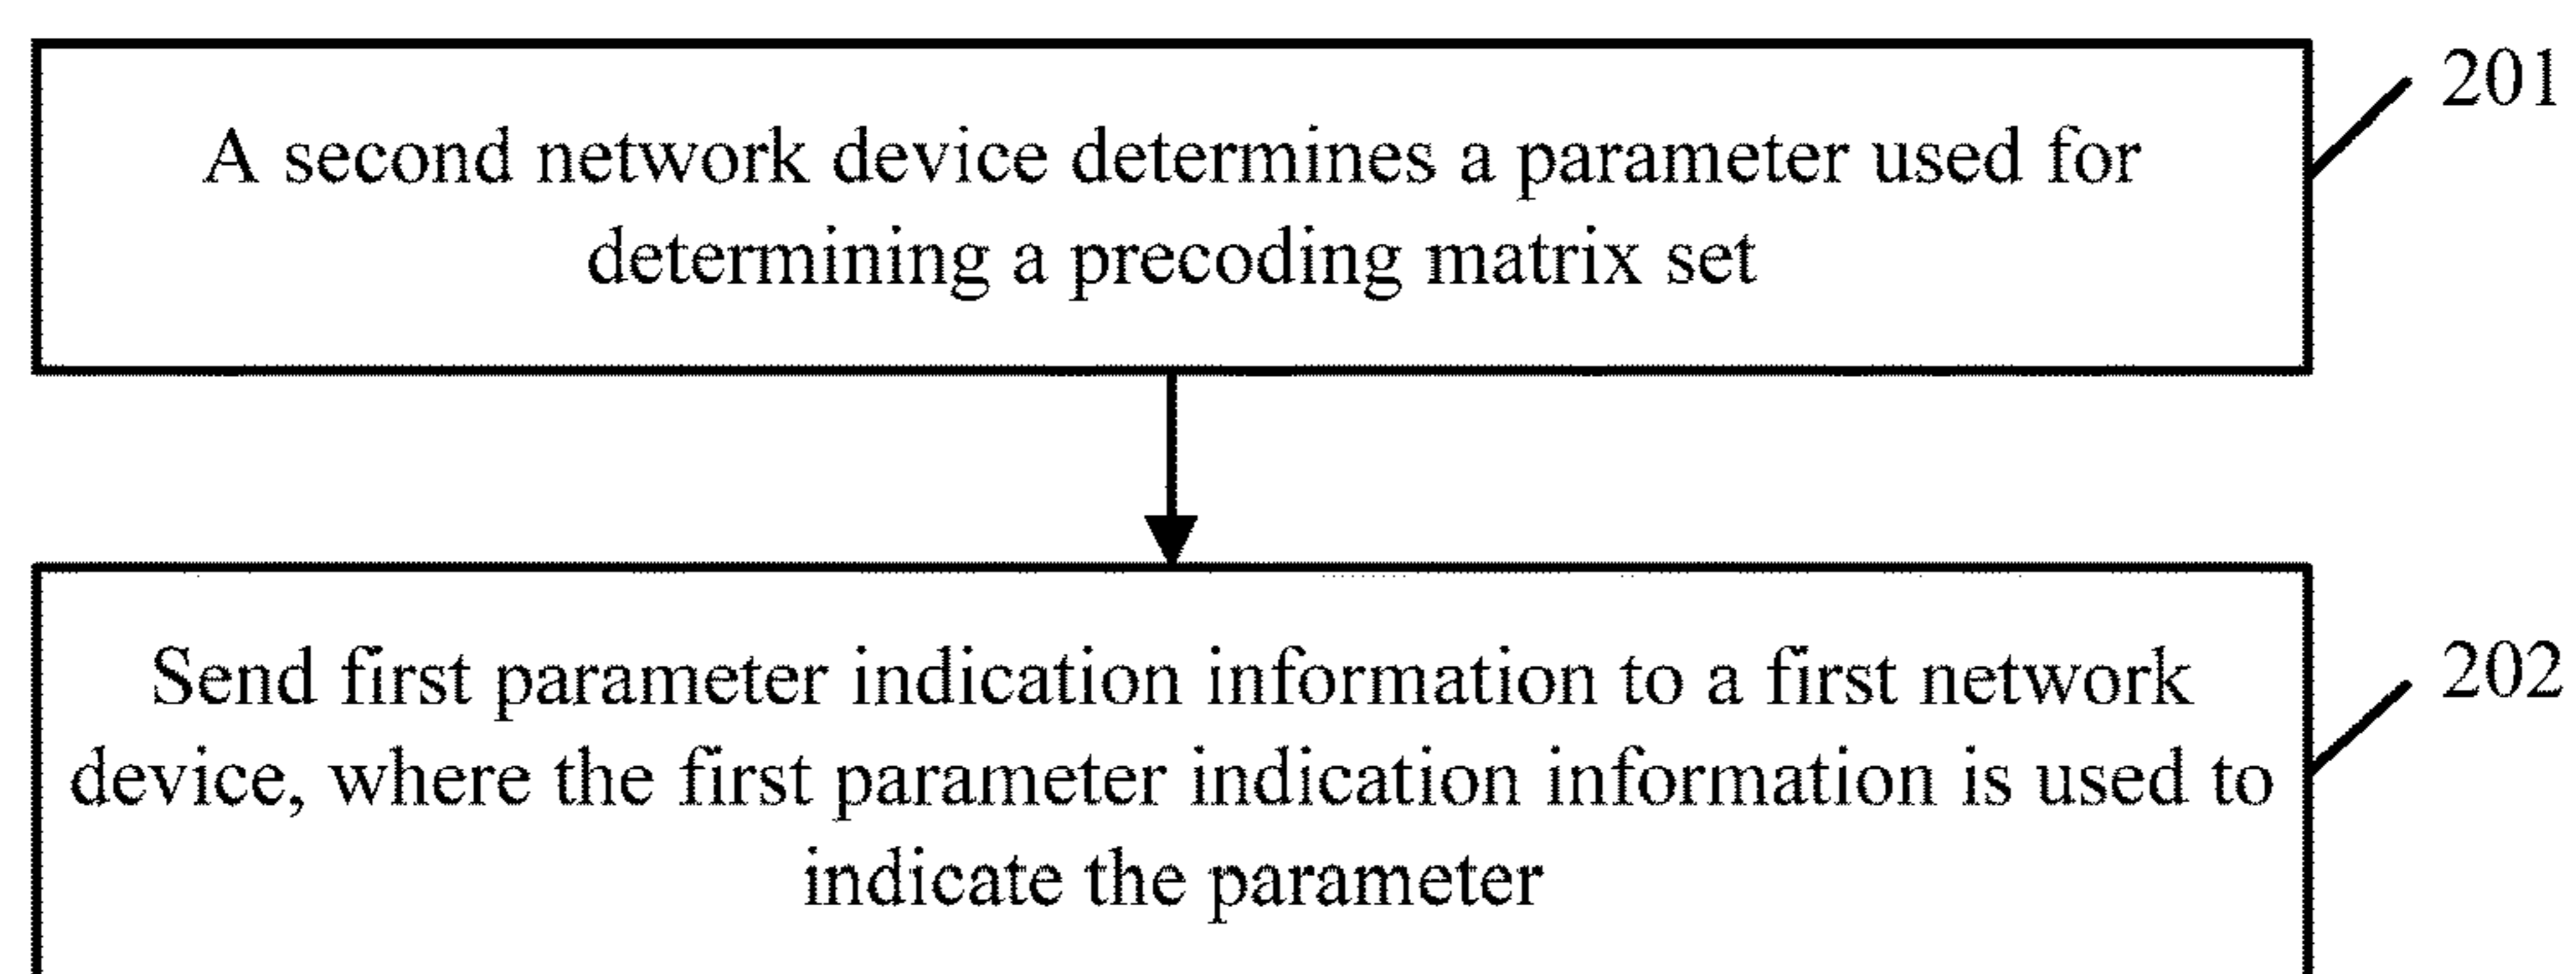 A second network device determines a parameter used for
determining a precoding matrix set
201
Send first parameter indication information to a first network
device, where the first parameter indication information is used to
indicate the parameter
202